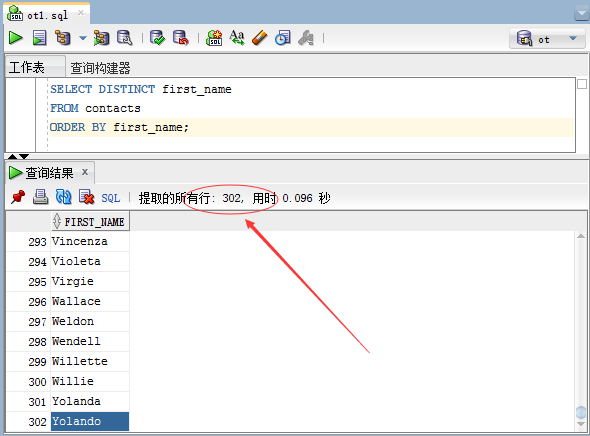 ot1.sql
SQL
ot
工作表 查询构建器
SELECT DISTINCT first_name
FROM contacts
ORDER BY first_name;
查询结果 x
SQL 提取的所有行: 302, 用时 0.096 秒
FIRST_NAME
293 Vincenza
294 Violeta
295 Virgie
296 Wallace
297 Weldon
298 Wendell
299 Willette
300 Willie
301 Yolanda
302 Yolando